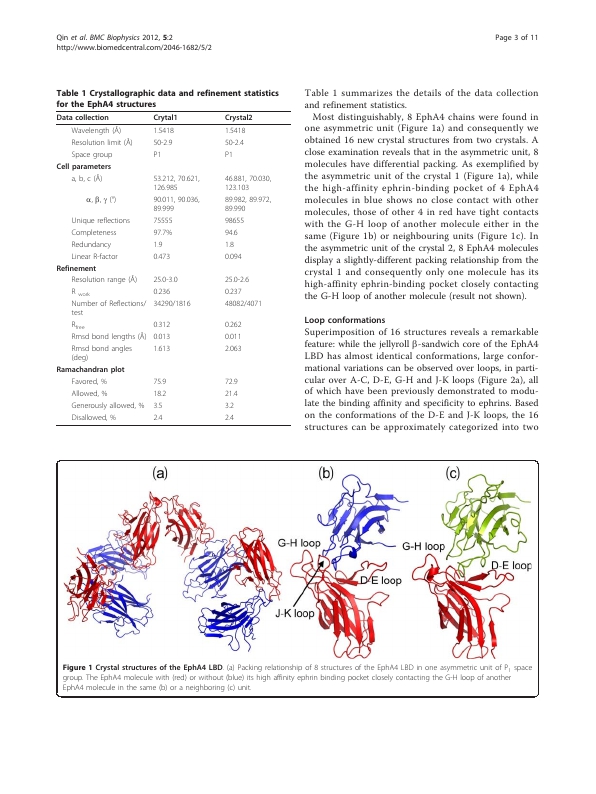 Qin et al. BMC Biophysics 2012, 5:2
http://www.biomedcentral.com/2046-1682/5/2
Page 3 of 11
Table 1 Crystallographic data and refinement statistics
for the EphA4 structures
Data collection Crytal1 Crystal2
Wavelength (Å) 1.5418 1.5418
Resolution limit (Å) 50-2.9 50-2.4
Space group P1 P1
Cell parameters
a, b, c (Å) 53.212, 70.621, 46.881, 70.030,
126.985 123.103
α, β, γ (°) 90.011, 90.036, 89.982, 89.972,
89.999 89.990
Unique reflections 75555 98655
Completeness 97.7% 94.6
Redundancy 1.9 1.8
Linear R-factor 0.473 0.094
Refinement
Resolution range (Å) 25.0-3.0 25.0-2.6
R work 0.236 0.237
Number of Reflections/ 34290/1816 48082/4071
test
Rfree 0.312 0.262
Rmsd bond lengths (Å) 0.013 0.011
Rmsd bond angles 1.613 2.063
(deg)
Ramachandran plot
Favored, % 75.9 72.9
Allowed, % 18.2 21.4
Generously allowed, % 3.5 3.2
Disallowed, % 2.4 2.4
Table 1 summarizes the details of the data collection
and refinement statistics.
Most distinguishably, 8 EphA4 chains were found in
one asymmetric unit (Figure 1a) and consequently we
obtained 16 new crystal structures from two crystals. A
close examination reveals that in the asymmetric unit, 8
molecules have differential packing. As exemplified by
the asymmetric unit of the crystal 1 (Figure 1a), while
the high-affinity ephrin-binding pocket of 4 EphA4
molecules in blue shows no close contact with other
molecules, those of other 4 in red have tight contacts
with the G-H loop of another molecule either in the
same (Figure 1b) or neighbouring units (Figure 1c). In
the asymmetric unit of the crystal 2, 8 EphA4 molecules
display a slightly-different packing relationship from the
crystal 1 and consequently only one molecule has its
high-affinity ephrin-binding pocket closely contacting
the G-H loop of another molecule (result not shown).
Loop conformations
Superimposition of 16 structures reveals a remarkable
feature: while the jellyroll β-sandwich core of the EphA4
LBD has almost identical conformations, large confor-
mational variations can be observed over loops, in parti-
cular over A-C, D-E, G-H and J-K loops (Figure 2a), all
of which have been previously demonstrated to modu-
late the binding affinity and specificity to ephrins. Based
on the conformations of the D-E and J-K loops, the 16
structures can be approximately categorized into two
(a) (b) (c)
G-H loop
D-E loop
J-K loop
G-H loop
D-E loop
Figure 1 Crystal structures of the EphA4 LBD. (a) Packing relationship of 8 structures of the EphA4 LBD in one asymmetric unit of P1 space
group. The EphA4 molecule with (red) or without (blue) its high affinity ephrin binding pocket closely contacting the G-H loop of another
EphA4 molecule in the same (b) or a neighboring (c) unit.